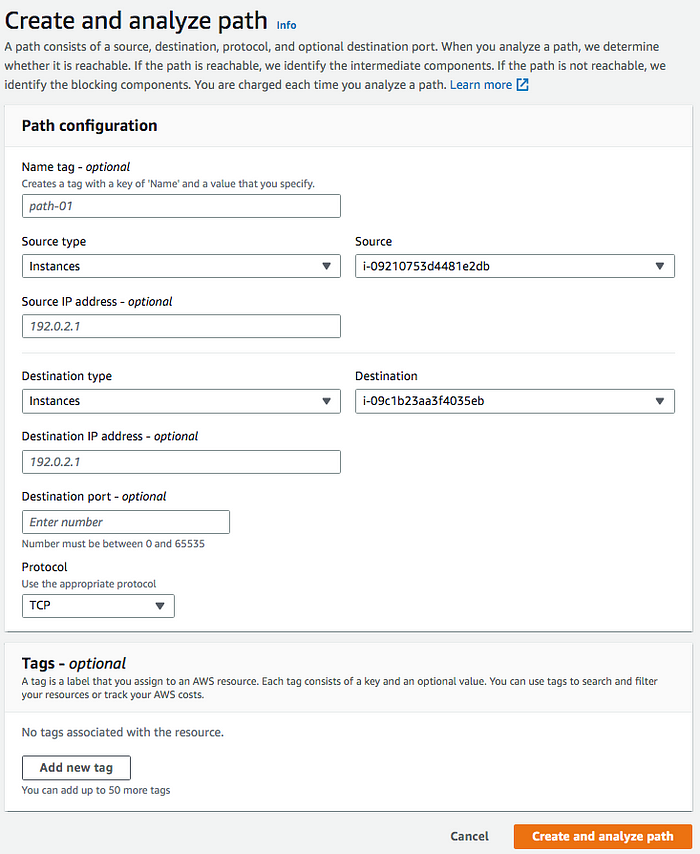 Create and analyze path Info
A path consists of a source, destination, protocol, and optional destination port. When you analyze a path, we determine
whether it is reachable. If the path is reachable, we identify the intermediate components. If the path is not reachable, we
identify the blocking components. You are charged each time you analyze a path. Learn more
Path configuration
Name tag - optional
Creates a tag with a key of 'Name' and a value that you specify.
path-01
Source type
Source
Instances
i-09210753d4481e2db
Source IP address - optional
192.0.2.1
Destination type
Destination
Instances
i-09c1b23aa3f4035eb
Destination IP address - optional
192.0.2.1
Destination port - optional
Enter number
Number must be between 0 and 65535
Protocol
Use the appropriate protocol
TCP
Tags - optional
A tag is a label that you assign to an AWS resource. Each tag consists of a key and an optional value. You can use tags to search and filter
your resources or track your AWS costs.
No tags associated with the resource.
Add new tag
You can add up to 50 more tags
Cancel
Create and analyze path